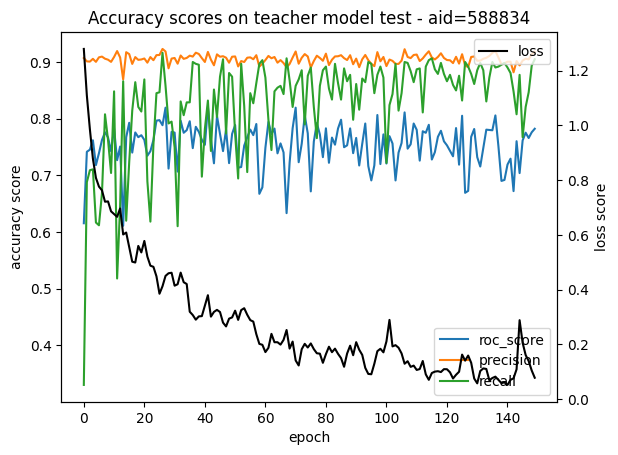 Accuracy scores on teacher model test - aid=588834
loss
accuracy score
0.9
0.8
0.7
0.6
0.5
0.4
1.2
1.0
0.8
0.6
0.4
0.2
0.0
loss score
roc_score
precision
recall
0 20 40 60 80 100 120 140
epoch